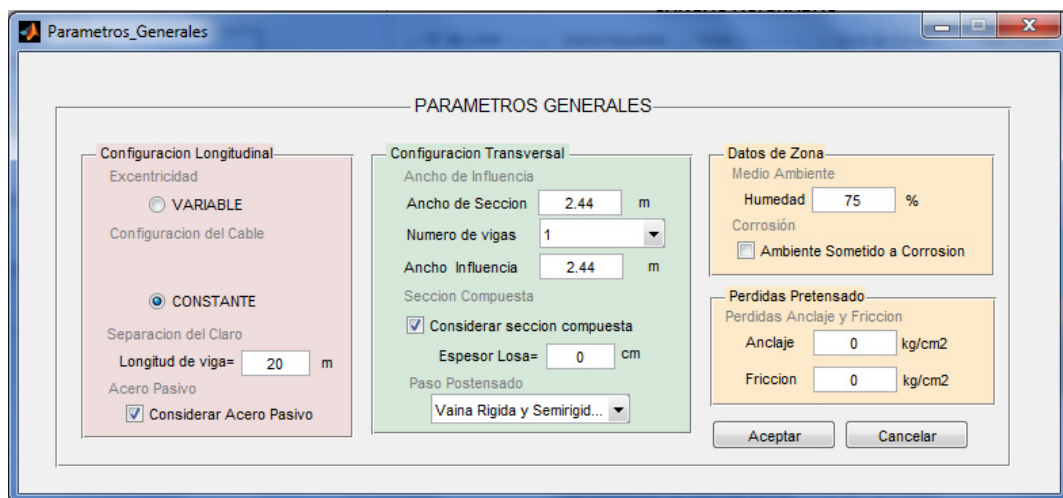 Parametros_Generales
PARAMETROS GENERALES
Configuracion Longitudinal
Excentricidad
VARIABLE
Configuracion del Cable
CONSTANTE
Separacion del Claro
Longitud de viga= 20 m
Acero Pasivo
Considerar Acero Pasivo
Configuracion Transversal
Ancho de Influencia
Ancho de Seccion 2.44 m
Numero de vigas 1
Ancho Influencia 2.44 m
Seccion Compuesta
Considerar seccion compuesta
Espesor Losa= 0 cm
Paso Postensado
Vaina Rigida y Semirigid...
Datos de Zona
Medio Ambiente
Humedad 75 %
Corrosión
Ambiente Sometido a Corrosion
Perdidas Pretensado
Perdidas Anclaje y Friccion
Anclaje 0 kg/cm2
Friccion 0 kg/cm2
Aceptar Cancelar